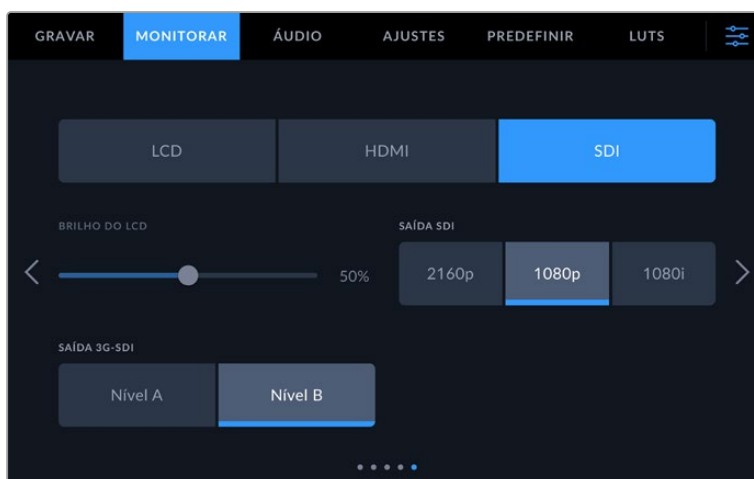 GRAVAR MONITORAR ÁUDIO AJUSTES PREDEFINIR LUTS
LCD HDMI SDI
BRILHO DO LCD SAÍDA SDI
50% 2160p 1080p 1080i
SAÍDA 3G-SDI
Nível A Nível B